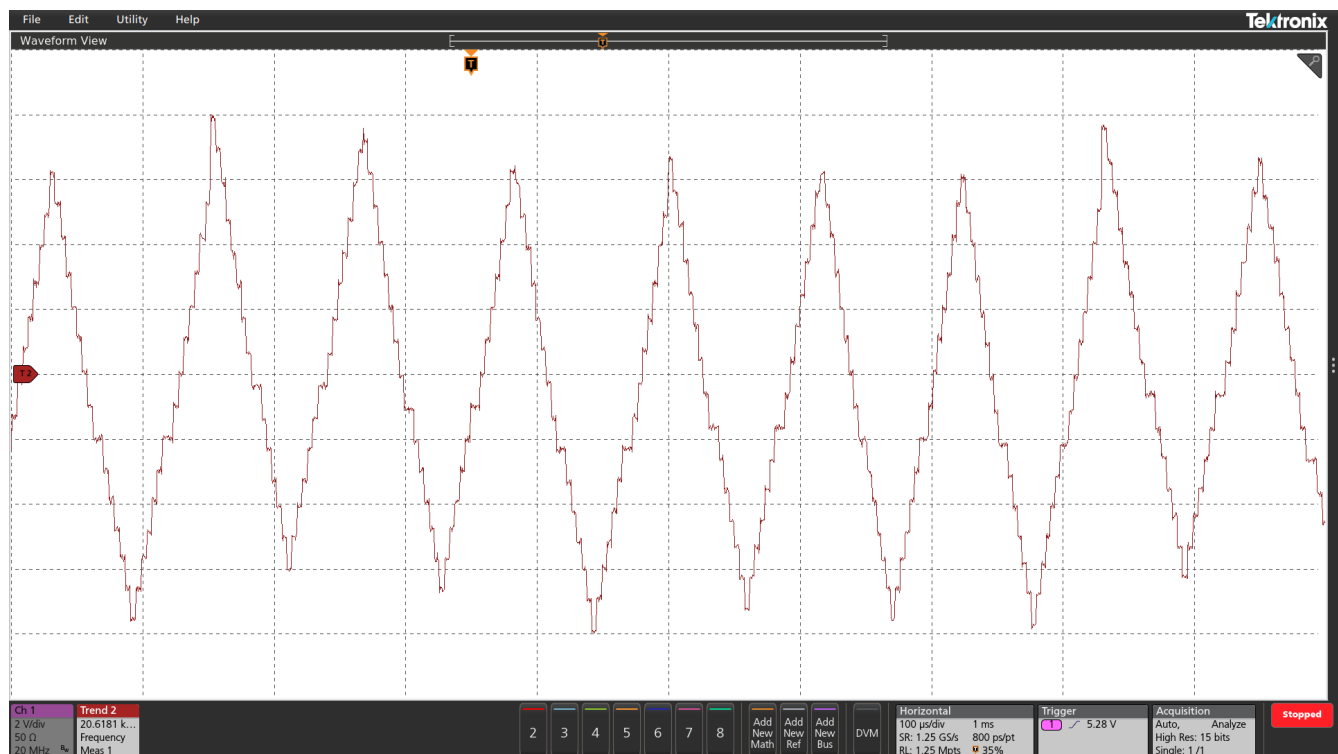 File Edit Utility Help
Tektronix
Waveform View
T
T
T 2
Ch 1
2 V/div
50 Ω
20 MHz Bw
Trend 2
20.6181 k...
Frequency
Meas 1
2
3
4
5
6
7
8
Add New Math
Add New Ref
Add New Bus
DVM
Horizontal
100 µs/div 1 ms
SR: 1.25 GS/s 800 ps/pt
RL: 1.25 Mpts 35%
Trigger
1 5.28 V
Acquisition
Auto, Analyze
High Res: 15 bits
Single: 1/1
Stopped